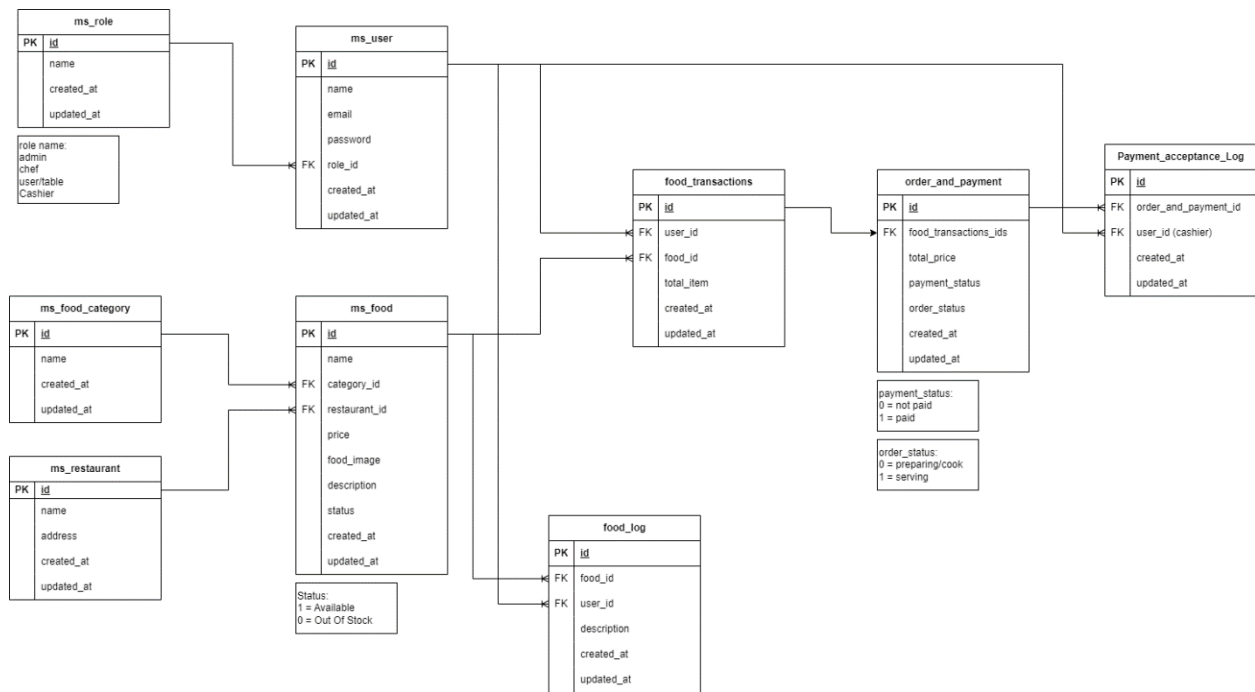 ms_role
PK id
name
created_at
updated_at
role name:
admin
chef
user/table
Cashier
ms_user
PK id
name
email
password
FK role_id
created_at
updated_at
food_transactions
PK id
FK user_id
FK food_id
total_item
created_at
updated_at
order_and_payment
PK id
FK food_transactions_ids
total_price
payment_status
order_status
created_at
updated_at
payment_status:
0 = not paid
1 = paid
order_status:
0 = preparing/cook
1 = serving
Payment_acceptance_Log
PK id
FK order_and_payment_id
FK user_id (cashier)
created_at
updated_at
ms_food_category
PK id
name
created_at
updated_at
ms_restaurant
PK id
name
address
created_at
updated_at
ms_food
PK id
name
FK category_id
FK restaurant_id
price
food_image
description
status
created_at
updated_at
Status:
1 = Available
0 = Out Of Stock
food_log
PK id
FK food_id
FK user_id
description
created_at
updated_at